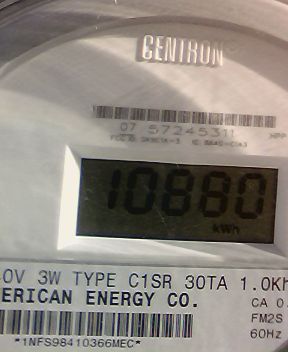 CENTRON
07 57245311
10880
kWh
0V 3W TYPE C1SR 30TA 1.0Kh
ERICAN ENERGY CO.
CA 0.
FM2S
60Hz
*1NFS98410366MEC*